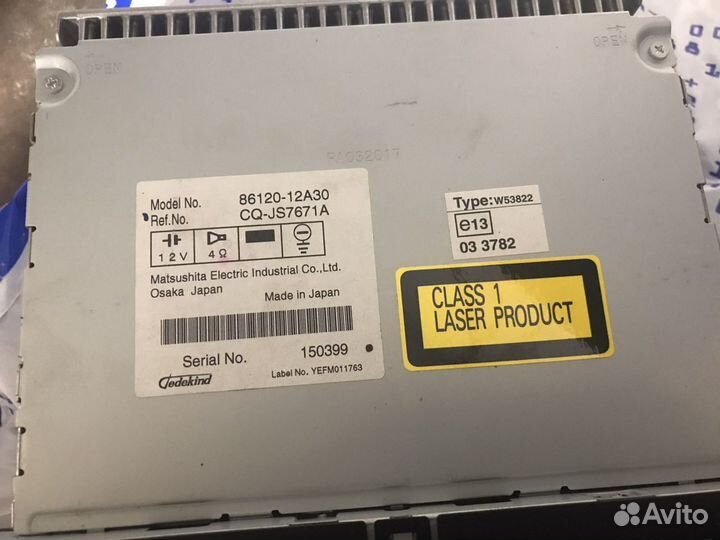 OPEN
OPEN
RA032017
Model No. 86120-12A30
Ref.No. CQ-JS7671A
12V 4Ω
Matsushita Electric Industrial Co.,Ltd.
Osaka Japan
Made in Japan
Serial No. 150399
Jedekind
Label No. YEFM011763
Type:W53822
e13
03 3782
CLASS 1
LASER PRODUCT
Avito